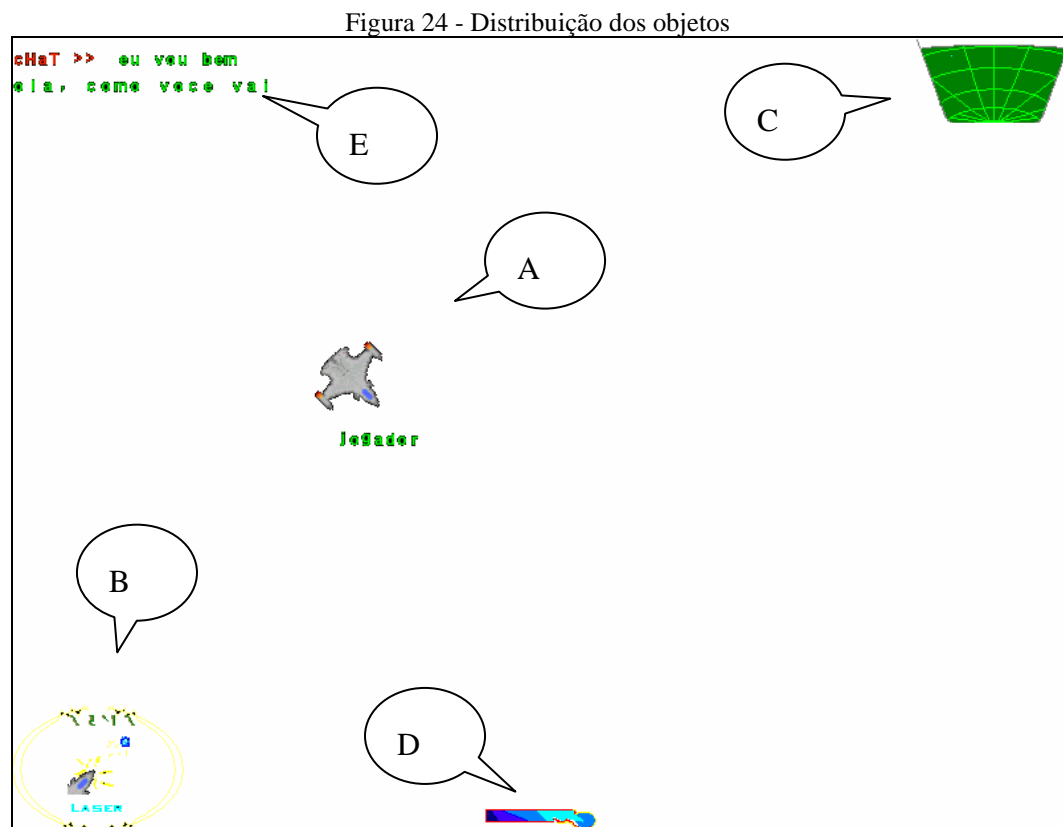 Figura 24 - Distribuição dos objetos
cHaT >> eu vou bem
ola, como voce vai
E
C
A
Jogador
B
D
LASER